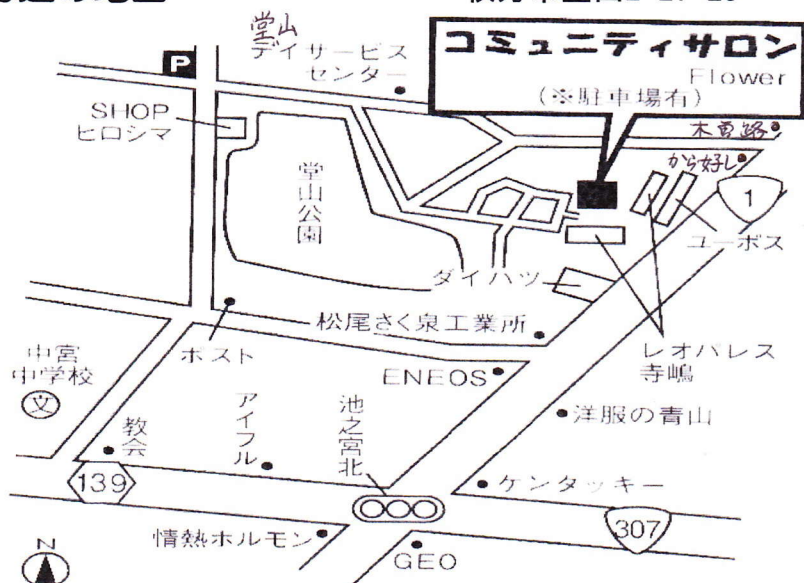 堂山
デイサービス
センター
コミュニティサロン
Flower
(※駐車場有)
P
SHOP
ヒロシマ
木曽路
から好し
1
堂山公園
ユーボス
ダイハツ
松尾さく泉工業所
レオパレス
寺嶋
中宮
中学校
文
ポスト
ENEOS
教会
アイフル
池之宮北
洋服の青山
139
ケンタッキー
情熱ホルモン
307
GEO
N